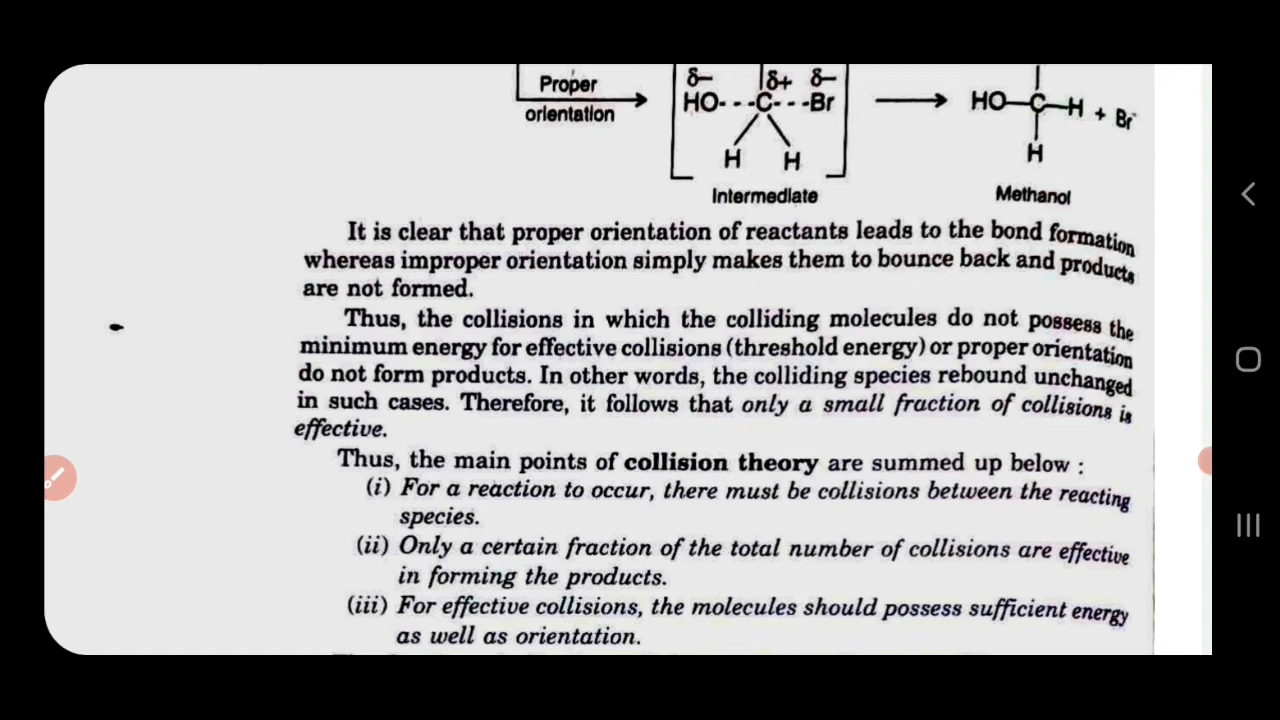 Proper
orientation
δ– δ+ δ–
HO---C---Br
H H
Intermediate
HO—C—H + Br-
H
Methanol
It is clear that proper orientation of reactants leads to the bond formation
whereas improper orientation simply makes them to bounce back and products
are not formed.
Thus, the collisions in which the colliding molecules do not possess the
minimum energy for effective collisions (threshold energy) or proper orientation
do not form products. In other words, the colliding species rebound unchanged
in such cases. Therefore, it follows that only a small fraction of collisions is
effective.
Thus, the main points of collision theory are summed up below :
(i) For a reaction to occur, there must be collisions between the reacting
species.
(ii) Only a certain fraction of the total number of collisions are effective
in forming the products.
(iii) For effective collisions, the molecules should possess sufficient energy
as well as orientation.